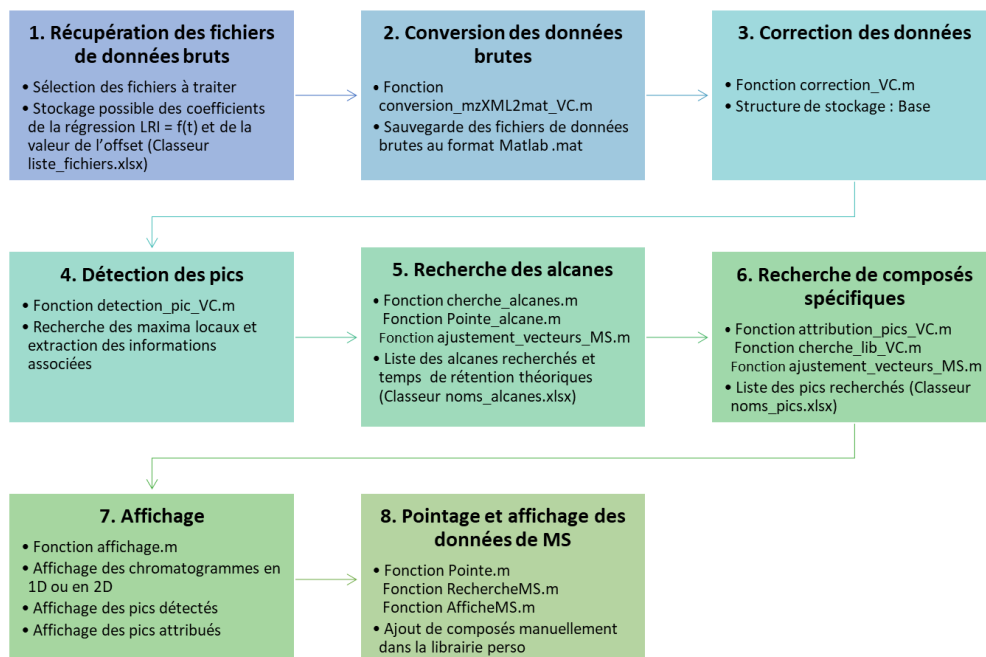 1. Récupération des fichiers
de données bruts
• Sélection des fichiers à traiter
• Stockage possible des coefficients
de la régression LRI = f(t) et de la
valeur de l’offset (Classeur
liste_fichiers.xlsx)
2. Conversion des données
brutes
• Fonction
conversion_mzXML2mat_VC.m
• Sauvegarde des fichiers de données
brutes au format Matlab .mat
3. Correction des données
• Fonction correction_VC.m
• Structure de stockage : Base
4. Détection des pics
• Fonction detection_pic_VC.m
• Recherche des maxima locaux et
extraction des informations
associées
5. Recherche des alcanes
• Fonction cherche_alcanes.m
Fonction Pointe_alcane.m
Fonction ajustement_vecteurs_MS.m
• Liste des alcanes recherchés et
temps de rétention théoriques
(Classeur noms_alcanes.xlsx)
6. Recherche de composés
spécifiques
• Fonction attribution_pics_VC.m
Fonction cherche_lib_VC.m
Fonction ajustement_vecteurs_MS.m
• Liste des pics recherchés (Classeur
noms_pics.xlsx)
7. Affichage
• Fonction affichage.m
• Affichage des chromatogrammes en
1D ou en 2D
• Affichage des pics détectés
• Affichage des pics attribués
8. Pointage et affichage des
données de MS
• Fonction Pointe.m
Fonction RechercheMS.m
Fonction AfficheMS.m
• Ajout de composés manuellement
dans la librairie perso